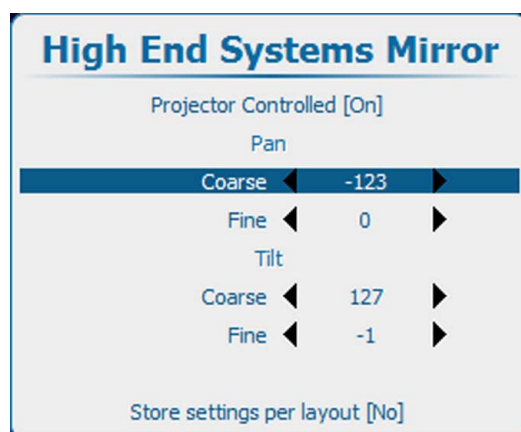 High End Systems Mirror
Projector Controlled [On]
Pan
Coarse -123
Fine 0
Tilt
Coarse 127
Fine -1
Store settings per layout [No]